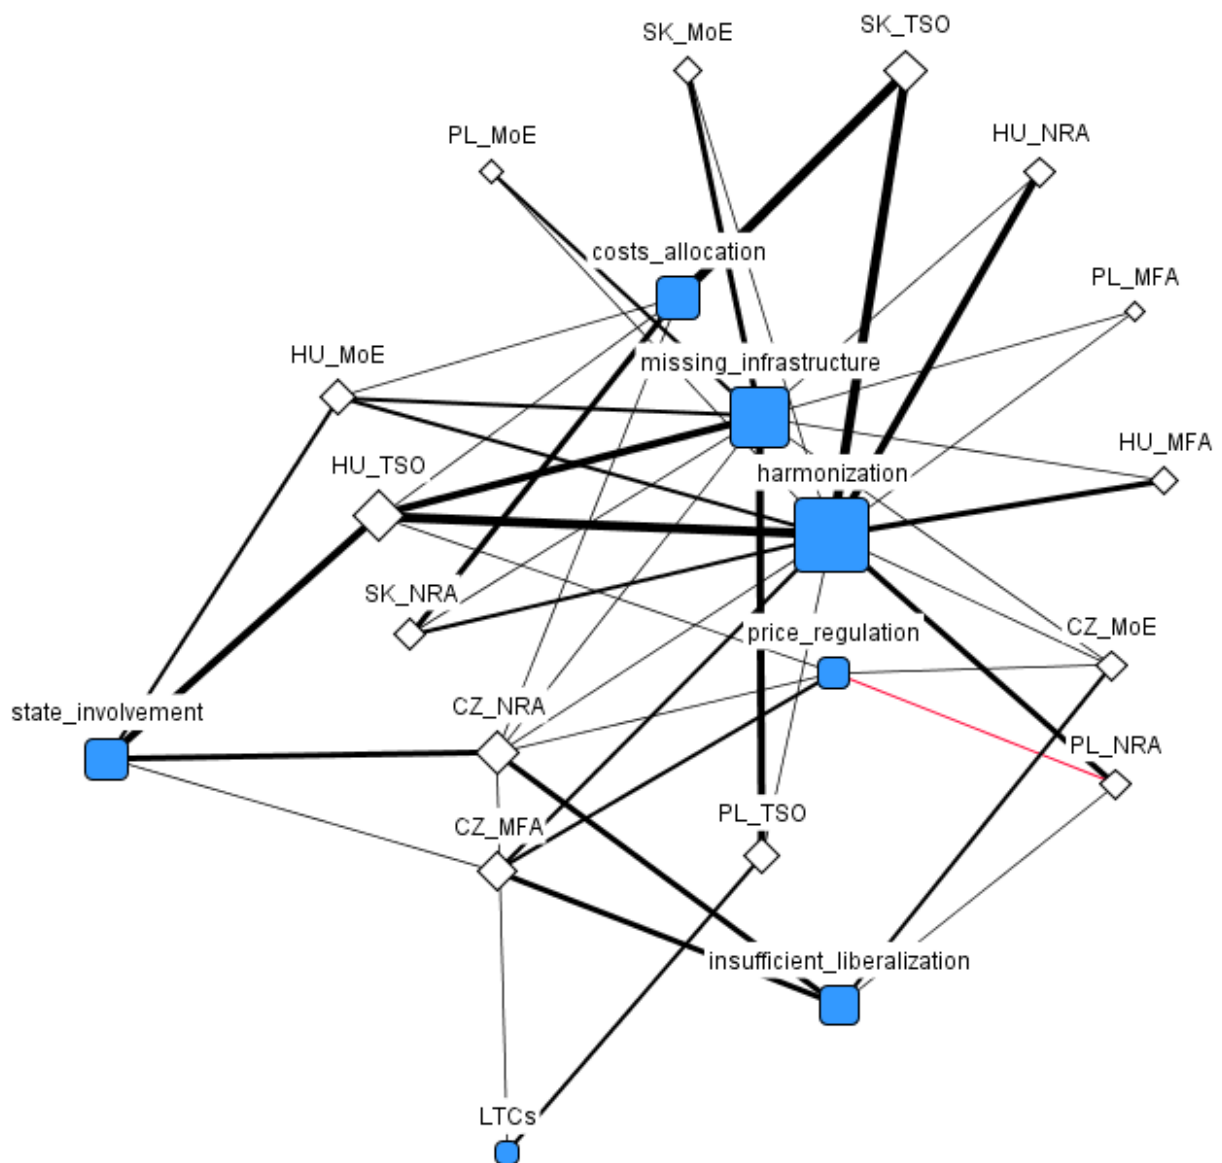 SK_MoE
SK_TSO
PL_MoE
HU_NRA
costs_allocation
PL_MFA
HU_MoE
missing_infrastructure
HU_TSO
harmonization
HU_MFA
SK_NRA
price_regulation
CZ_MoE
state_involvement
CZ_NRA
PL_NRA
CZ_MFA
PL_TSO
insufficient_liberalization
LTCs